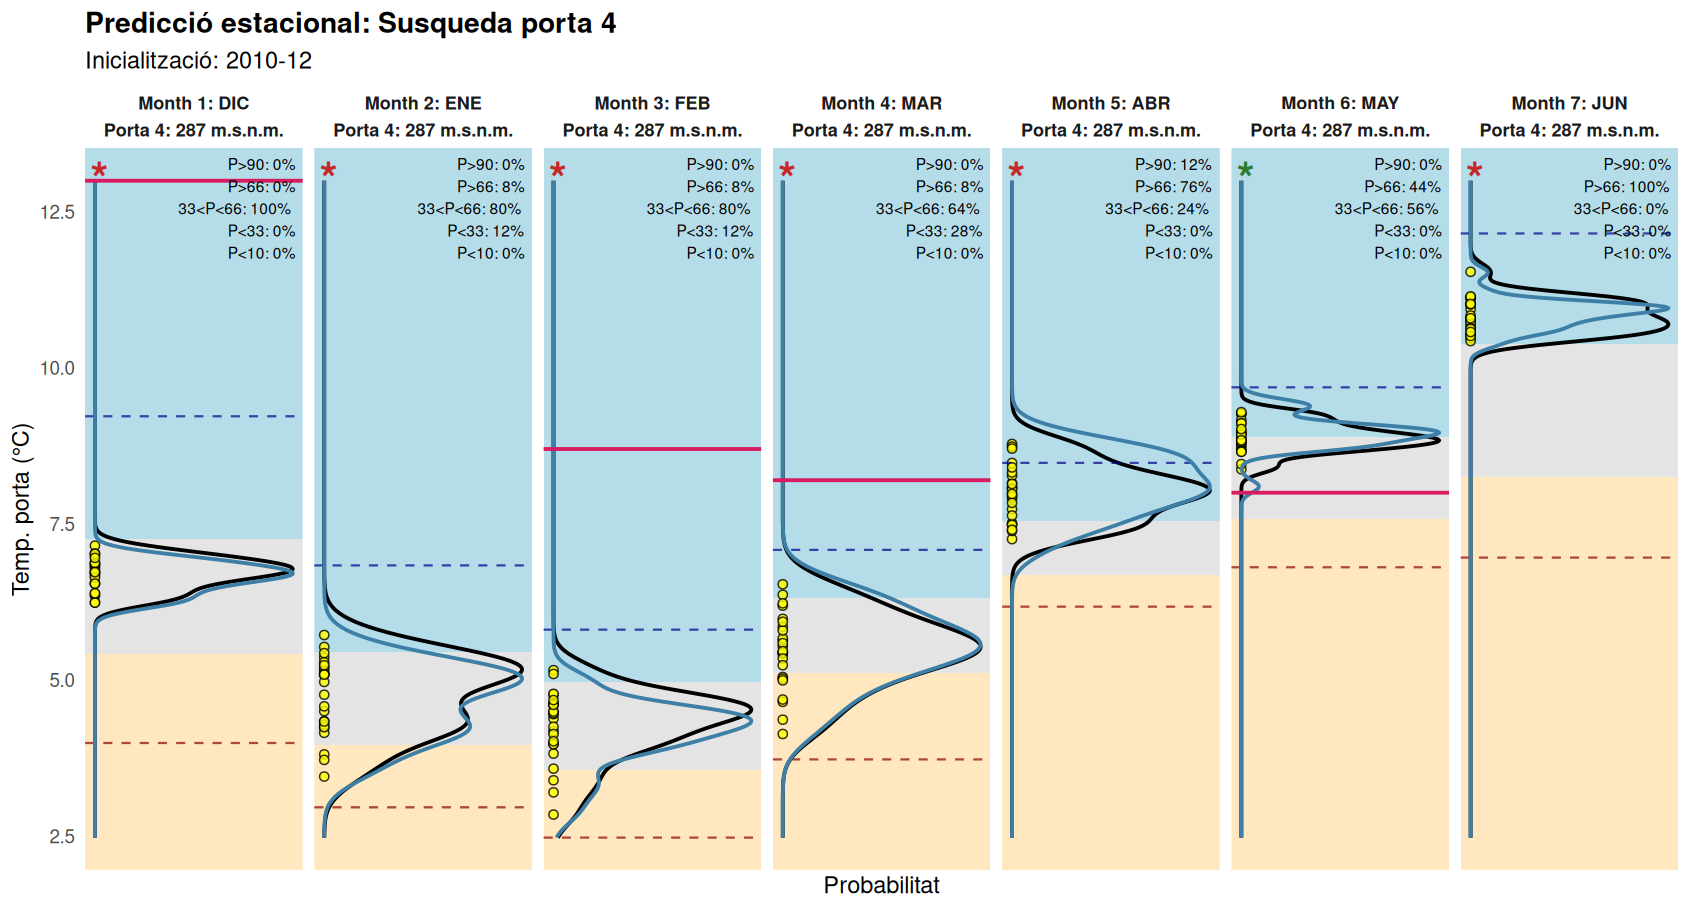 Predicció estacional: Susqueda porta 4
Inicialització: 2010-12
Month 1: DIC
Porta 4: 287 m.s.n.m.
Month 2: ENE
Porta 4: 287 m.s.n.m.
Month 3: FEB
Porta 4: 287 m.s.n.m.
Month 4: MAR
Porta 4: 287 m.s.n.m.
Month 5: ABR
Porta 4: 287 m.s.n.m.
Month 6: MAY
Porta 4: 287 m.s.n.m.
Month 7: JUN
Porta 4: 287 m.s.n.m.
*
P>90: 0%
P>66: 0%
33<P<66: 100%
P<33: 0%
P<10: 0%
*
P>90: 0%
P>66: 8%
33<P<66: 80%
P<33: 12%
P<10: 0%
*
P>90: 0%
P>66: 8%
33<P<66: 80%
P<33: 12%
P<10: 0%
*
P>90: 0%
P>66: 8%
33<P<66: 64%
P<33: 28%
P<10: 0%
*
P>90: 12%
P>66: 76%
33<P<66: 24%
P<33: 0%
P<10: 0%
*
P>90: 0%
P>66: 44%
33<P<66: 56%
P<33: 0%
P<10: 0%
*
P>90: 0%
P>66: 100%
33<P<66: 0%
P<33: 0%
P<10: 0%
12.5
10.0
7.5
5.0
2.5
Temp. porta (°C)
Probabilitat